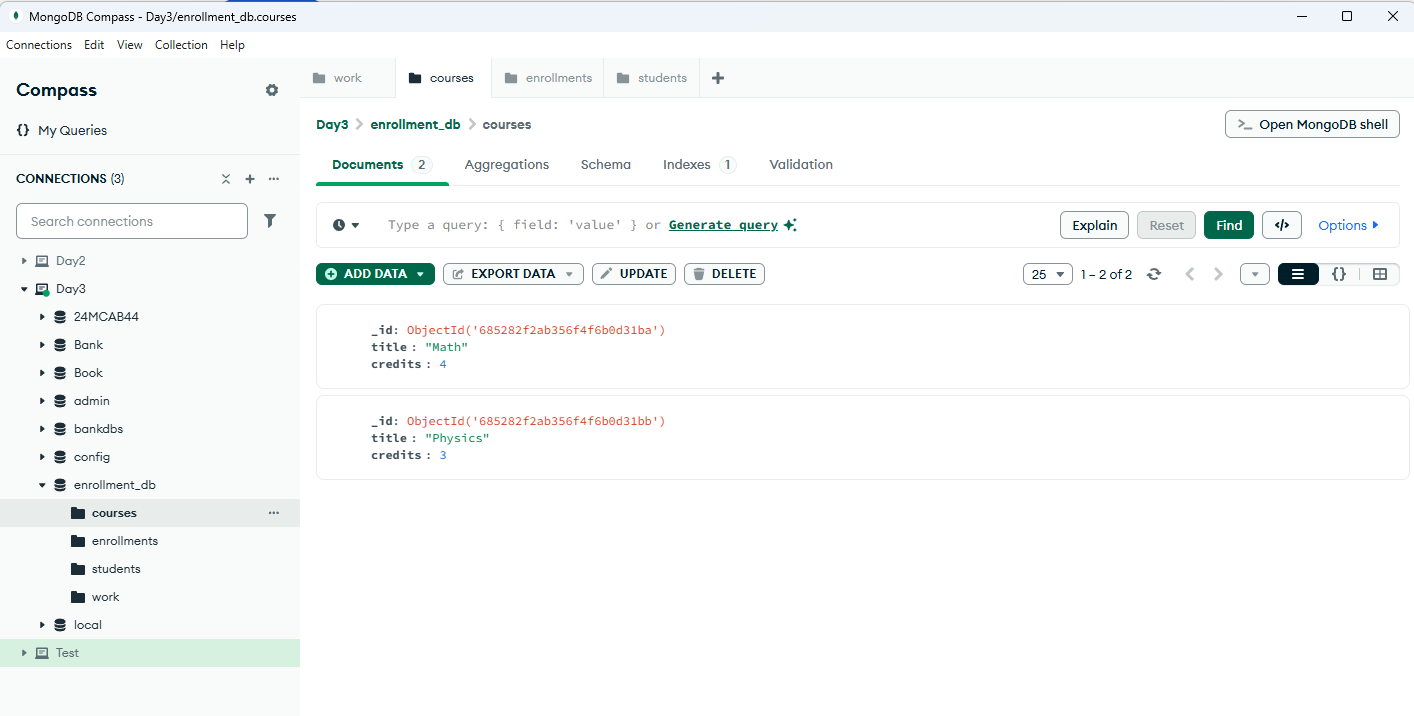 MongoDB Compass - Day3/enrollment_db.courses
Connections Edit View Collection Help
Compass
{} My Queries
CONNECTIONS (3)
Search connections
Day2
Day3
24MCAB44
Bank
Book
admin
bankdbs
config
enrollment_db
courses
enrollments
students
work
local
Test
work courses enrollments students
Day3 > enrollment_db > courses
>_ Open MongoDB shell
Documents 2 Aggregations Schema Indexes 1 Validation
Type a query: { field: 'value' } or Generate query
Explain Reset Find </> Options
ADD DATA EXPORT DATA UPDATE DELETE
25 1 – 2 of 2 {}
_id: ObjectId('685282f2ab356f4f6b0d31ba')
title : "Math"
credits : 4
_id: ObjectId('685282f2ab356f4f6b0d31bb')
title : "Physics"
credits : 3